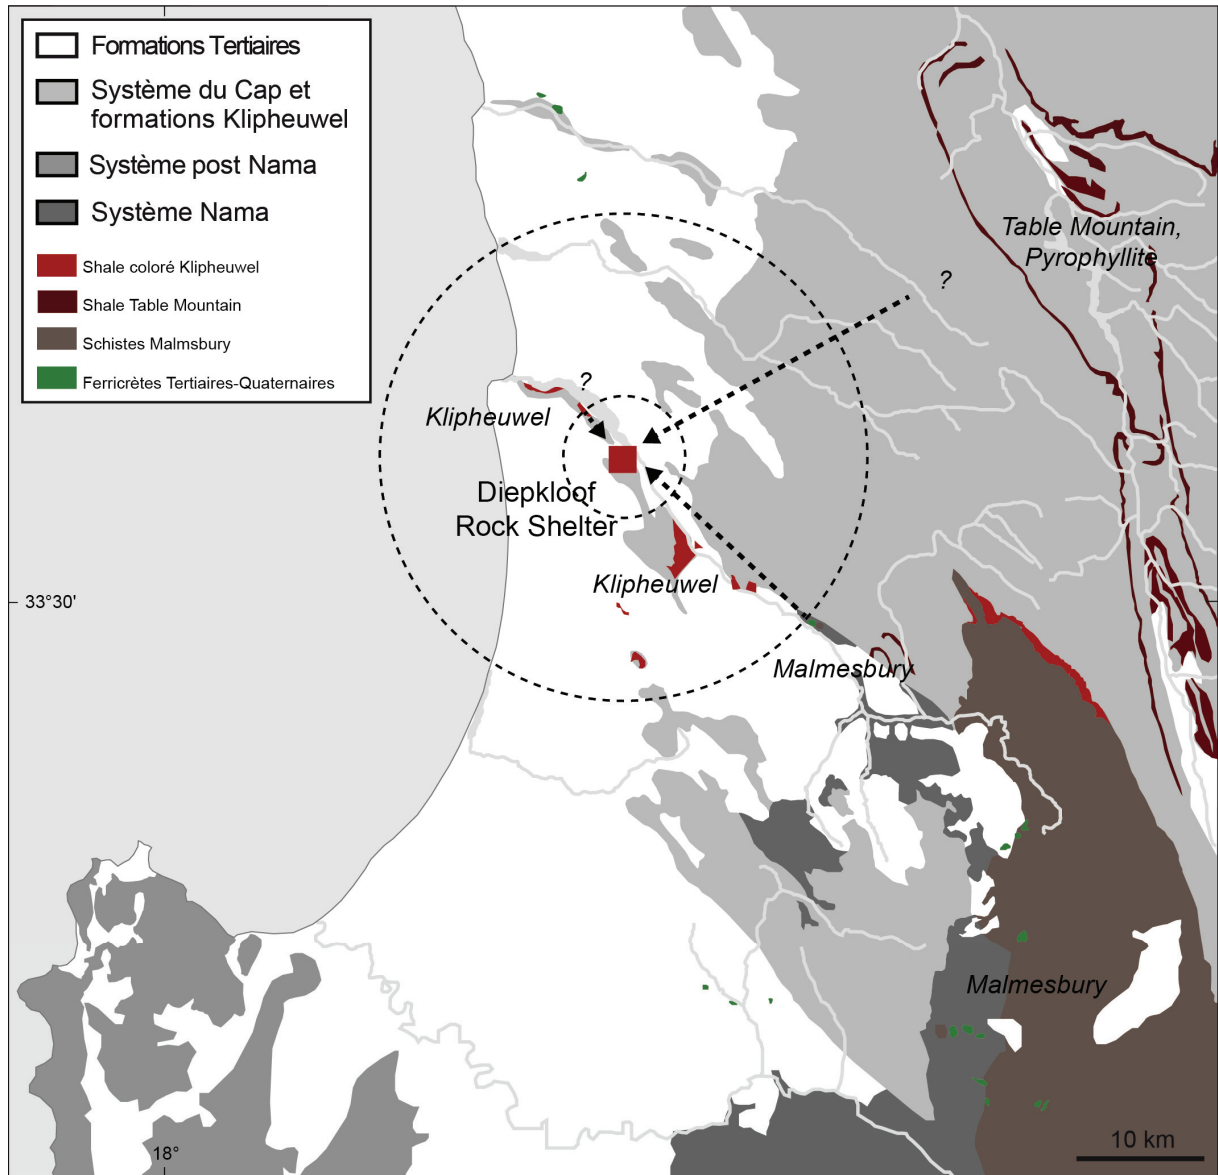 Formations Tertiaires
Système du Cap et
formations Klipheuwel
Système post Nama
Système Nama
Shale coloré Klipheuwel
Shale Table Mountain
Schistes Malmsbury
Ferricrètes Tertiaires-Quaternaires
Table Mountain,
Pyrophyllite
?
?
Klipheuwel
Diepkloof
Rock Shelter
Klipheuwel
33°30'
Malmesbury
Malmesbury
10 km
18°